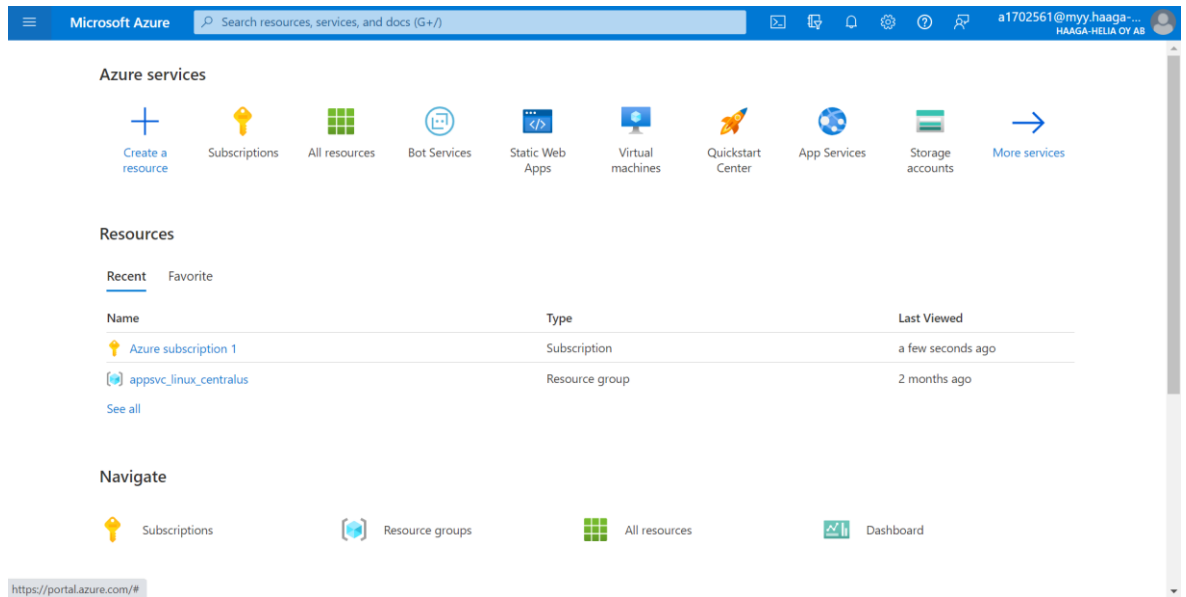 Microsoft Azure
Search resources, services, and docs (G+/)
a1702561@myy.haaga-...
HAAGA-HELIA OY AB
Azure services
Create a resource
Subscriptions
All resources
Bot Services
Static Web Apps
Virtual machines
Quickstart Center
App Services
Storage accounts
More services
Resources
Recent Favorite
Name Type Last Viewed
Azure subscription 1 Subscription a few seconds ago
appsvc_linux_centralus Resource group 2 months ago
See all
Navigate
Subscriptions Resource groups All resources Dashboard
https://portal.azure.com/#